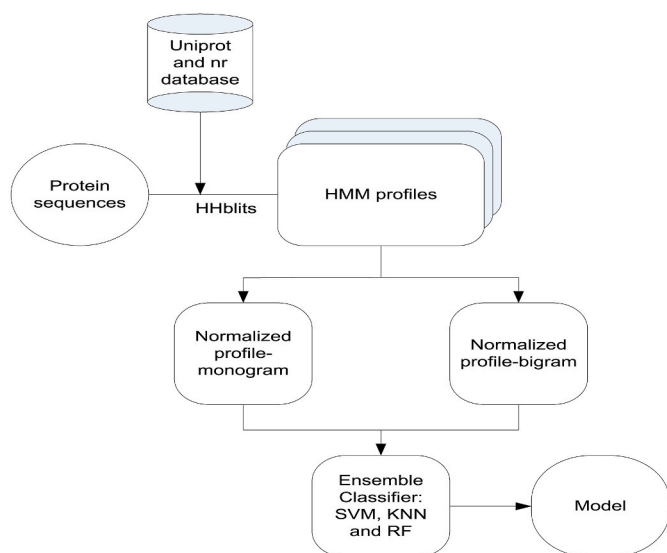 Uniprot
and nr
database
Protein
sequences
HHblits
HMM profiles
Normalized
profile-
monogram
Normalized
profile-bigram
Ensemble
Classifier:
SVM, KNN
and RF
Model